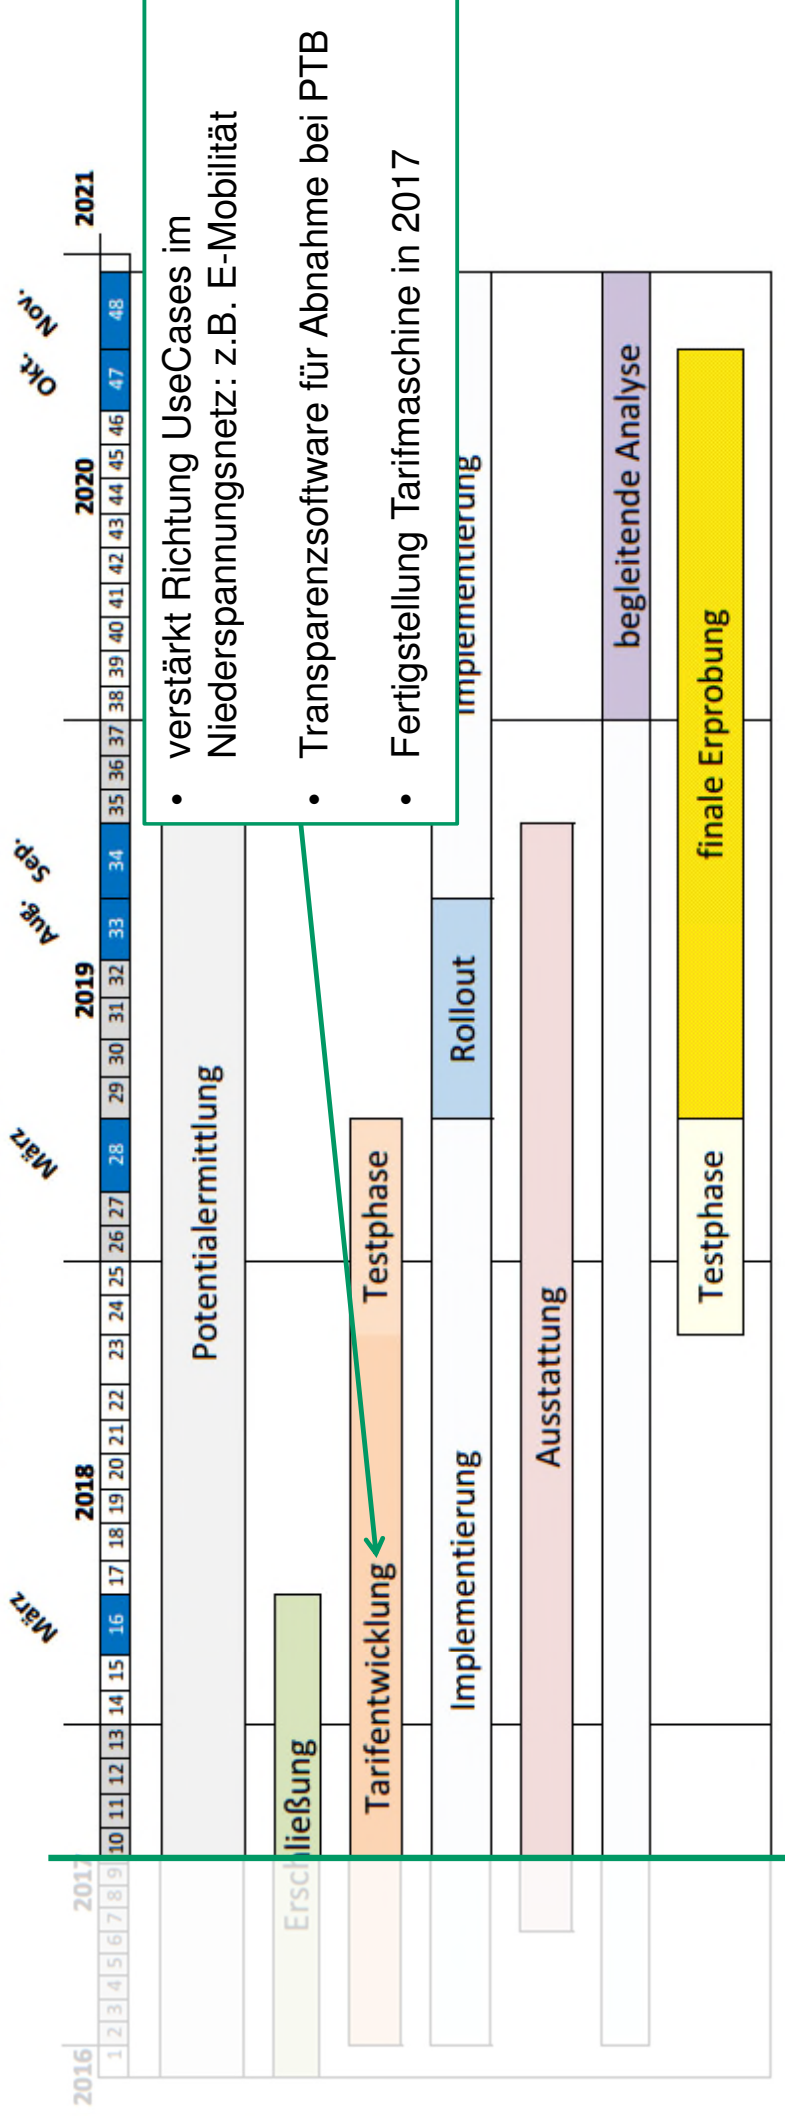 2016 2017 2018 2019 2020 2021
März März Aug. Sep. Okt. Nov.
1 2 3 4 5 6 7 8 9 10 11 12 13 14 15 16 17 18 19 20 21 22 23 24 25 26 27 28 29 30 31 32 33 34 35 36 37 38 39 40 41 42 43 44 45 46 47 48
• verstärkt Richtung UseCases im
Niederspannungsnetz: z.B. E-Mobilität
• Transparenzsoftware für Abnahme bei PTB
• Fertigstellung Tarifmaschine in 2017
Potentialermittlung
Erschließung
Tarifentwicklung Testphase
Implementierung Rollout Implementierung
Ausstattung
begleitende Analyse
Testphase finale Erprobung